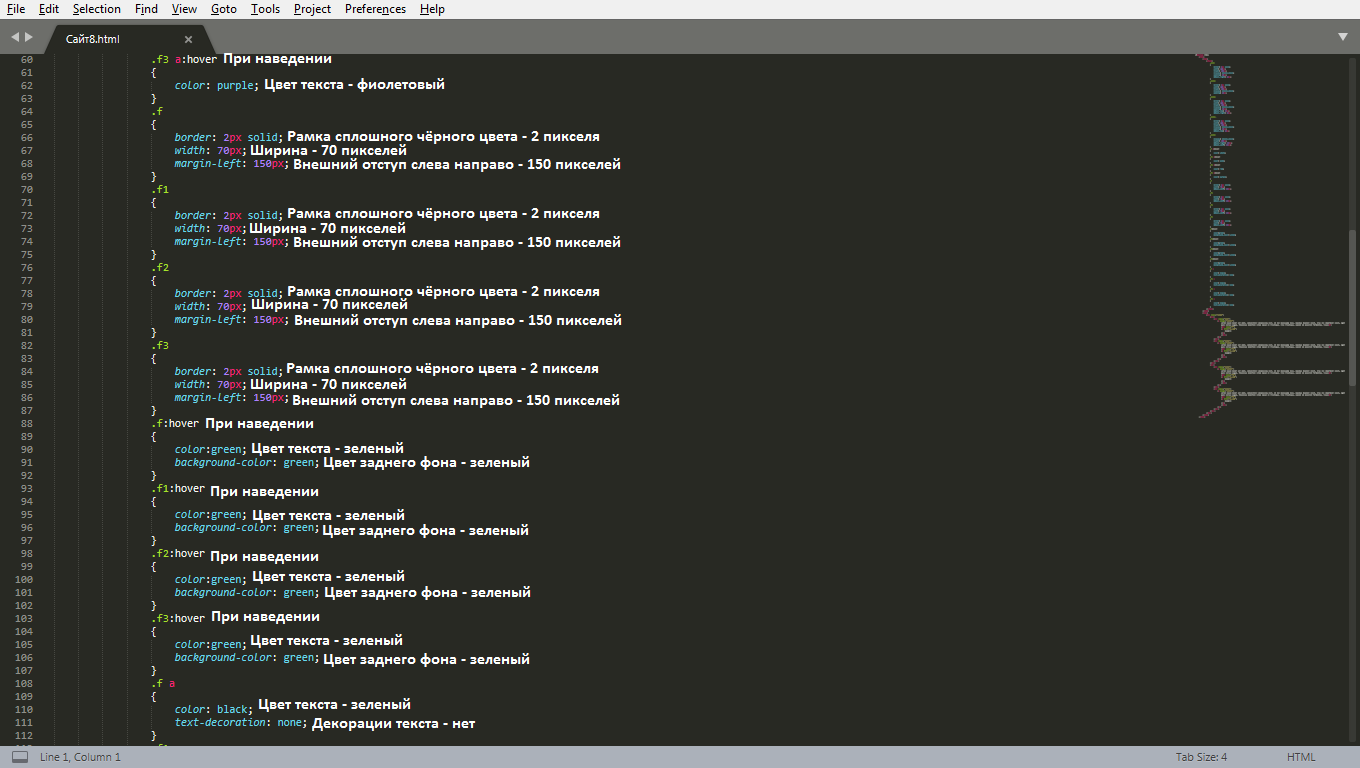 File Edit Selection Find View Goto Tools Project Preferences Help
Сайт8.html ×
60 .f3 a:hover При наведении
61 {
62 color: purple; Цвет текста - фиолетовый
63 }
64 .f
65 {
66 border: 2px solid; Рамка сплошного чёрного цвета - 2 пикселя
67 width: 70px; Ширина - 70 пикселей
68 margin-left: 150px; Внешний отступ слева направо - 150 пикселей
69 }
70 .f1
71 {
72 border: 2px solid; Рамка сплошного чёрного цвета - 2 пикселя
73 width: 70px; Ширина - 70 пикселей
74 margin-left: 150px; Внешний отступ слева направо - 150 пикселей
75 }
76 .f2
77 {
78 border: 2px solid; Рамка сплошного чёрного цвета - 2 пикселя
79 width: 70px; Ширина - 70 пикселей
80 margin-left: 150px; Внешний отступ слева направо - 150 пикселей
81 }
82 .f3
83 {
84 border: 2px solid; Рамка сплошного чёрного цвета - 2 пикселя
85 width: 70px; Ширина - 70 пикселей
86 margin-left: 150px; Внешний отступ слева направо - 150 пикселей
87 }
88 .f:hover При наведении
89 {
90 color:green; Цвет текста - зеленый
91 background-color: green; Цвет заднего фона - зеленый
92 }
93 .f1:hover При наведении
94 {
95 color:green; Цвет текста - зеленый
96 background-color: green; Цвет заднего фона - зеленый
97 }
98 .f2:hover При наведении
99 {
100 color:green; Цвет текста - зеленый
101 background-color: green; Цвет заднего фона - зеленый
102 }
103 .f3:hover При наведении
104 {
105 color:green; Цвет текста - зеленый
106 background-color: green; Цвет заднего фона - зеленый
107 }
108 .f a
109 {
110 color: black; Цвет текста - зеленый
111 text-decoration: none; Декорации текста - нет
112 }
Line 1, Column 1 Tab Size: 4 HTML